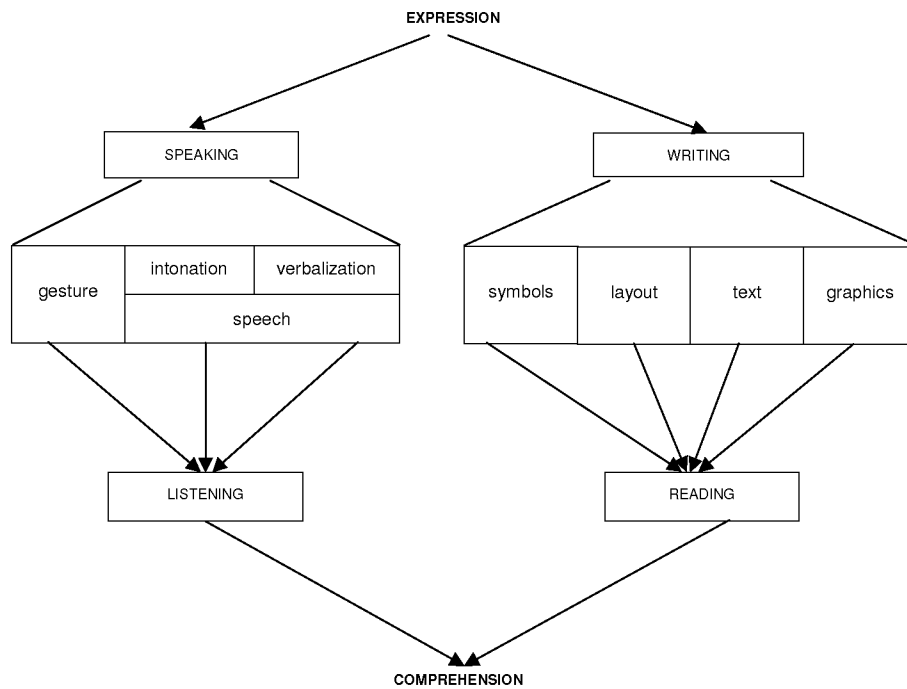 EXPRESSION
SPEAKING
WRITING
gesture
intonation
verbalization
speech
symbols
layout
text
graphics
LISTENING
READING
COMPREHENSION